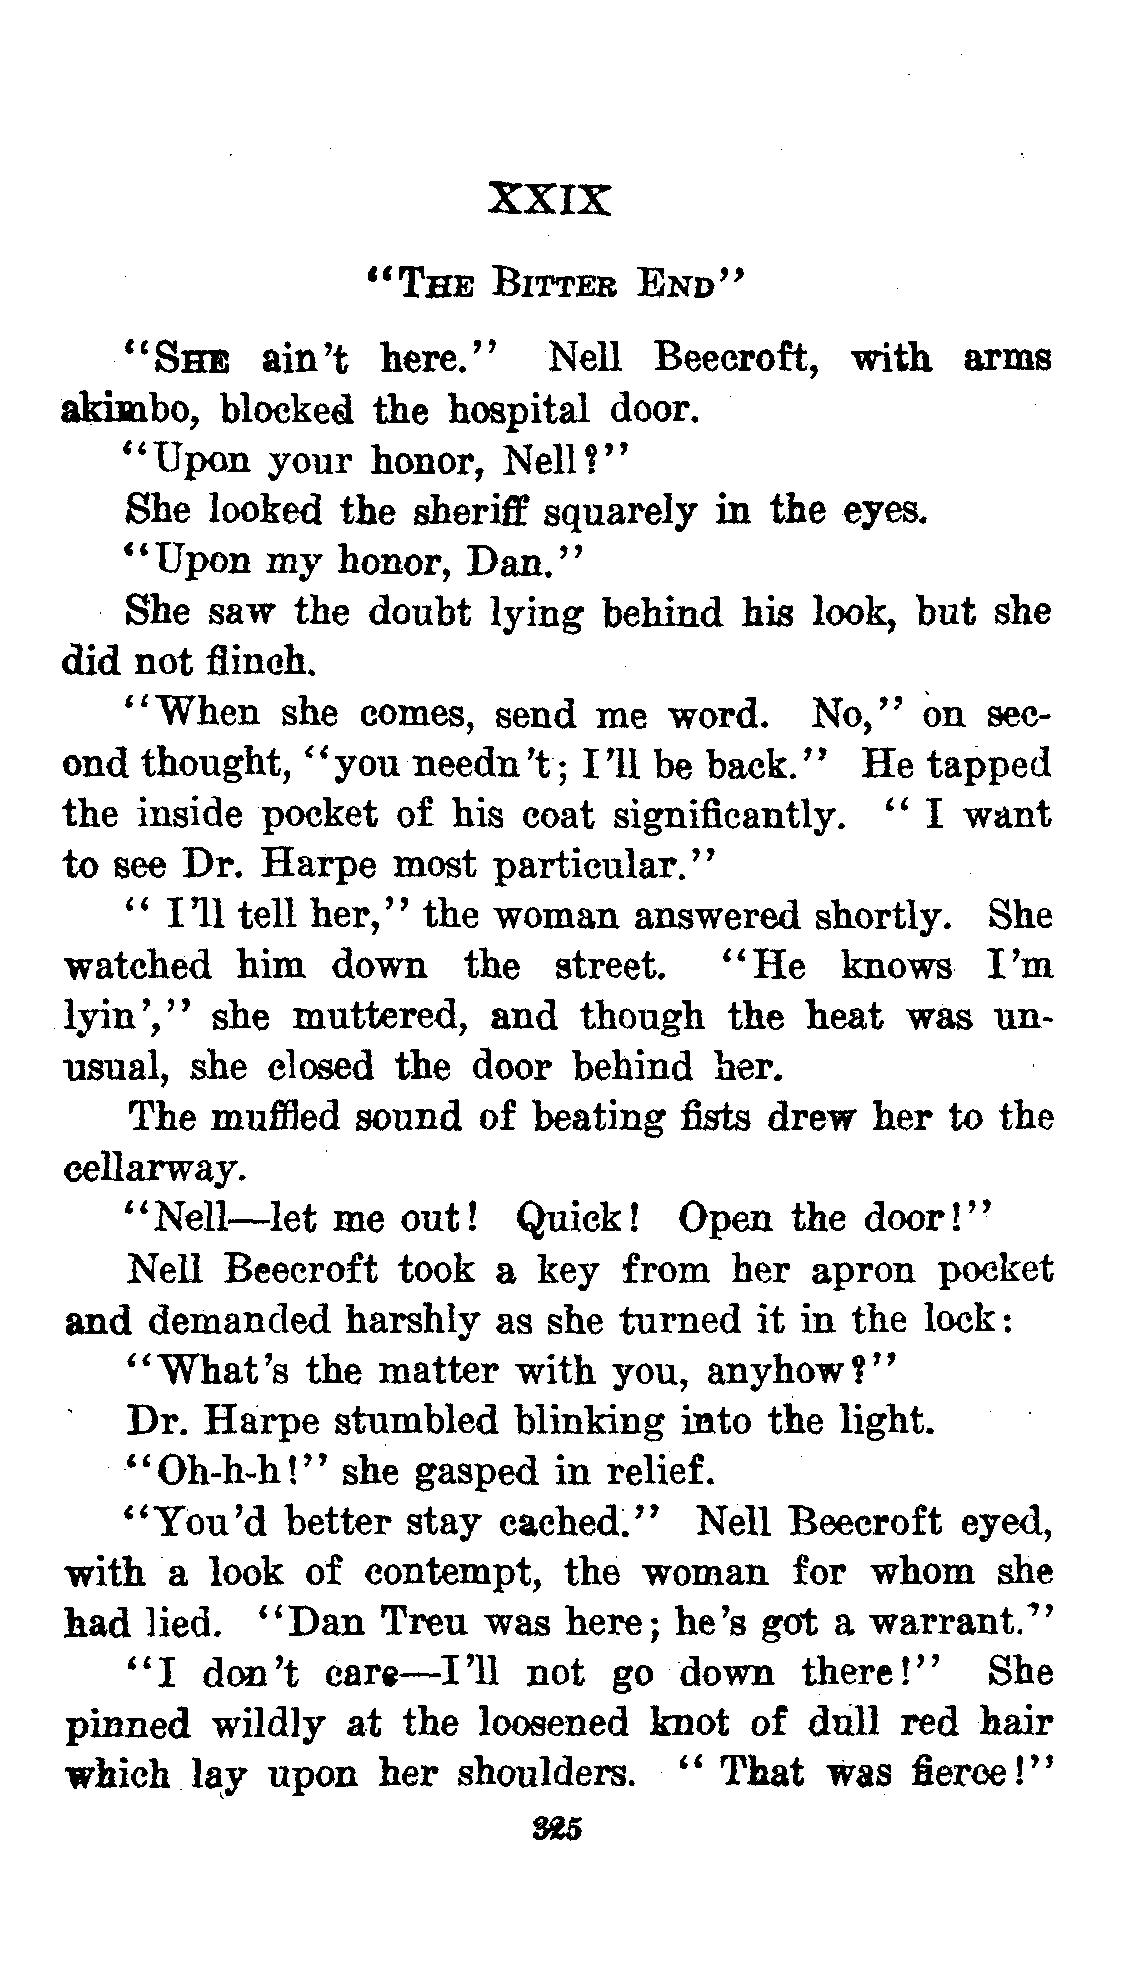 XXIX
"The Bitter End"
"She ain't here." Nell Beecroft, with arms
akimbo, blocked the hospital door.
"Upon your honor, Nell?"
She looked the sheriff squarely in the eyes.
"Upon my honor, Dan."
She saw the doubt lying behind his look, but she
did not flinch.
"When she comes, send me word. No," on sec-
ond thought, "you needn't; I'll be back." He tapped
the inside pocket of his coat significantly. " I want
to see Dr. Harpe most particular."
" I'll tell her," the woman answered shortly. She
watched him down the street. "He knows I'm
lyin'," she muttered, and though the heat was un-
usual, she closed the door behind her.
The muffled sound of beating fists drew her to the
cellarway.
"Nell—let me out! Quick! Open the door!"
Nell Beecroft took a key from her apron pocket
and demanded harshly as she turned it in the lock:
"What's the matter with you, anyhow?"
Dr. Harpe stumbled blinking into the light.
"Oh-h-h!" she gasped in relief.
"You'd better stay cached." Nell Beecroft eyed,
with a look of contempt, the woman for whom she
had lied. "Dan Treu was here; he's got a warrant."
"I don't care—I'll not go down there!" She
pinned wildly at the loosened knot of dull red hair
which lay upon her shoulders. " That was fierce!"
325